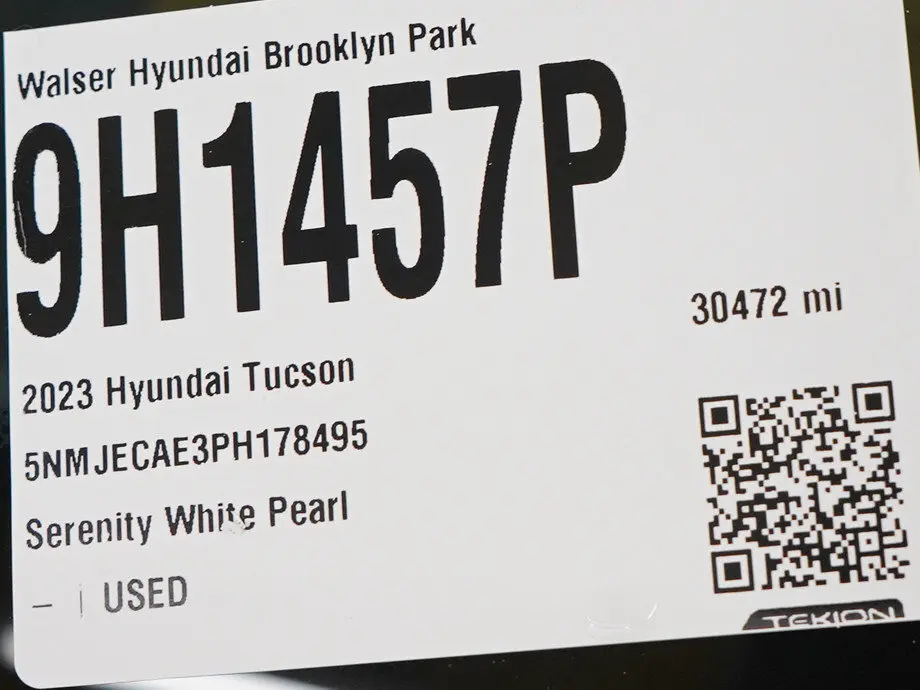 Walser Hyundai Brooklyn Park
9H1457P
30472 mi
2023 Hyundai Tucson
5NMJECAE3PH178495
Serenity White Pearl
– | USED
TEKION